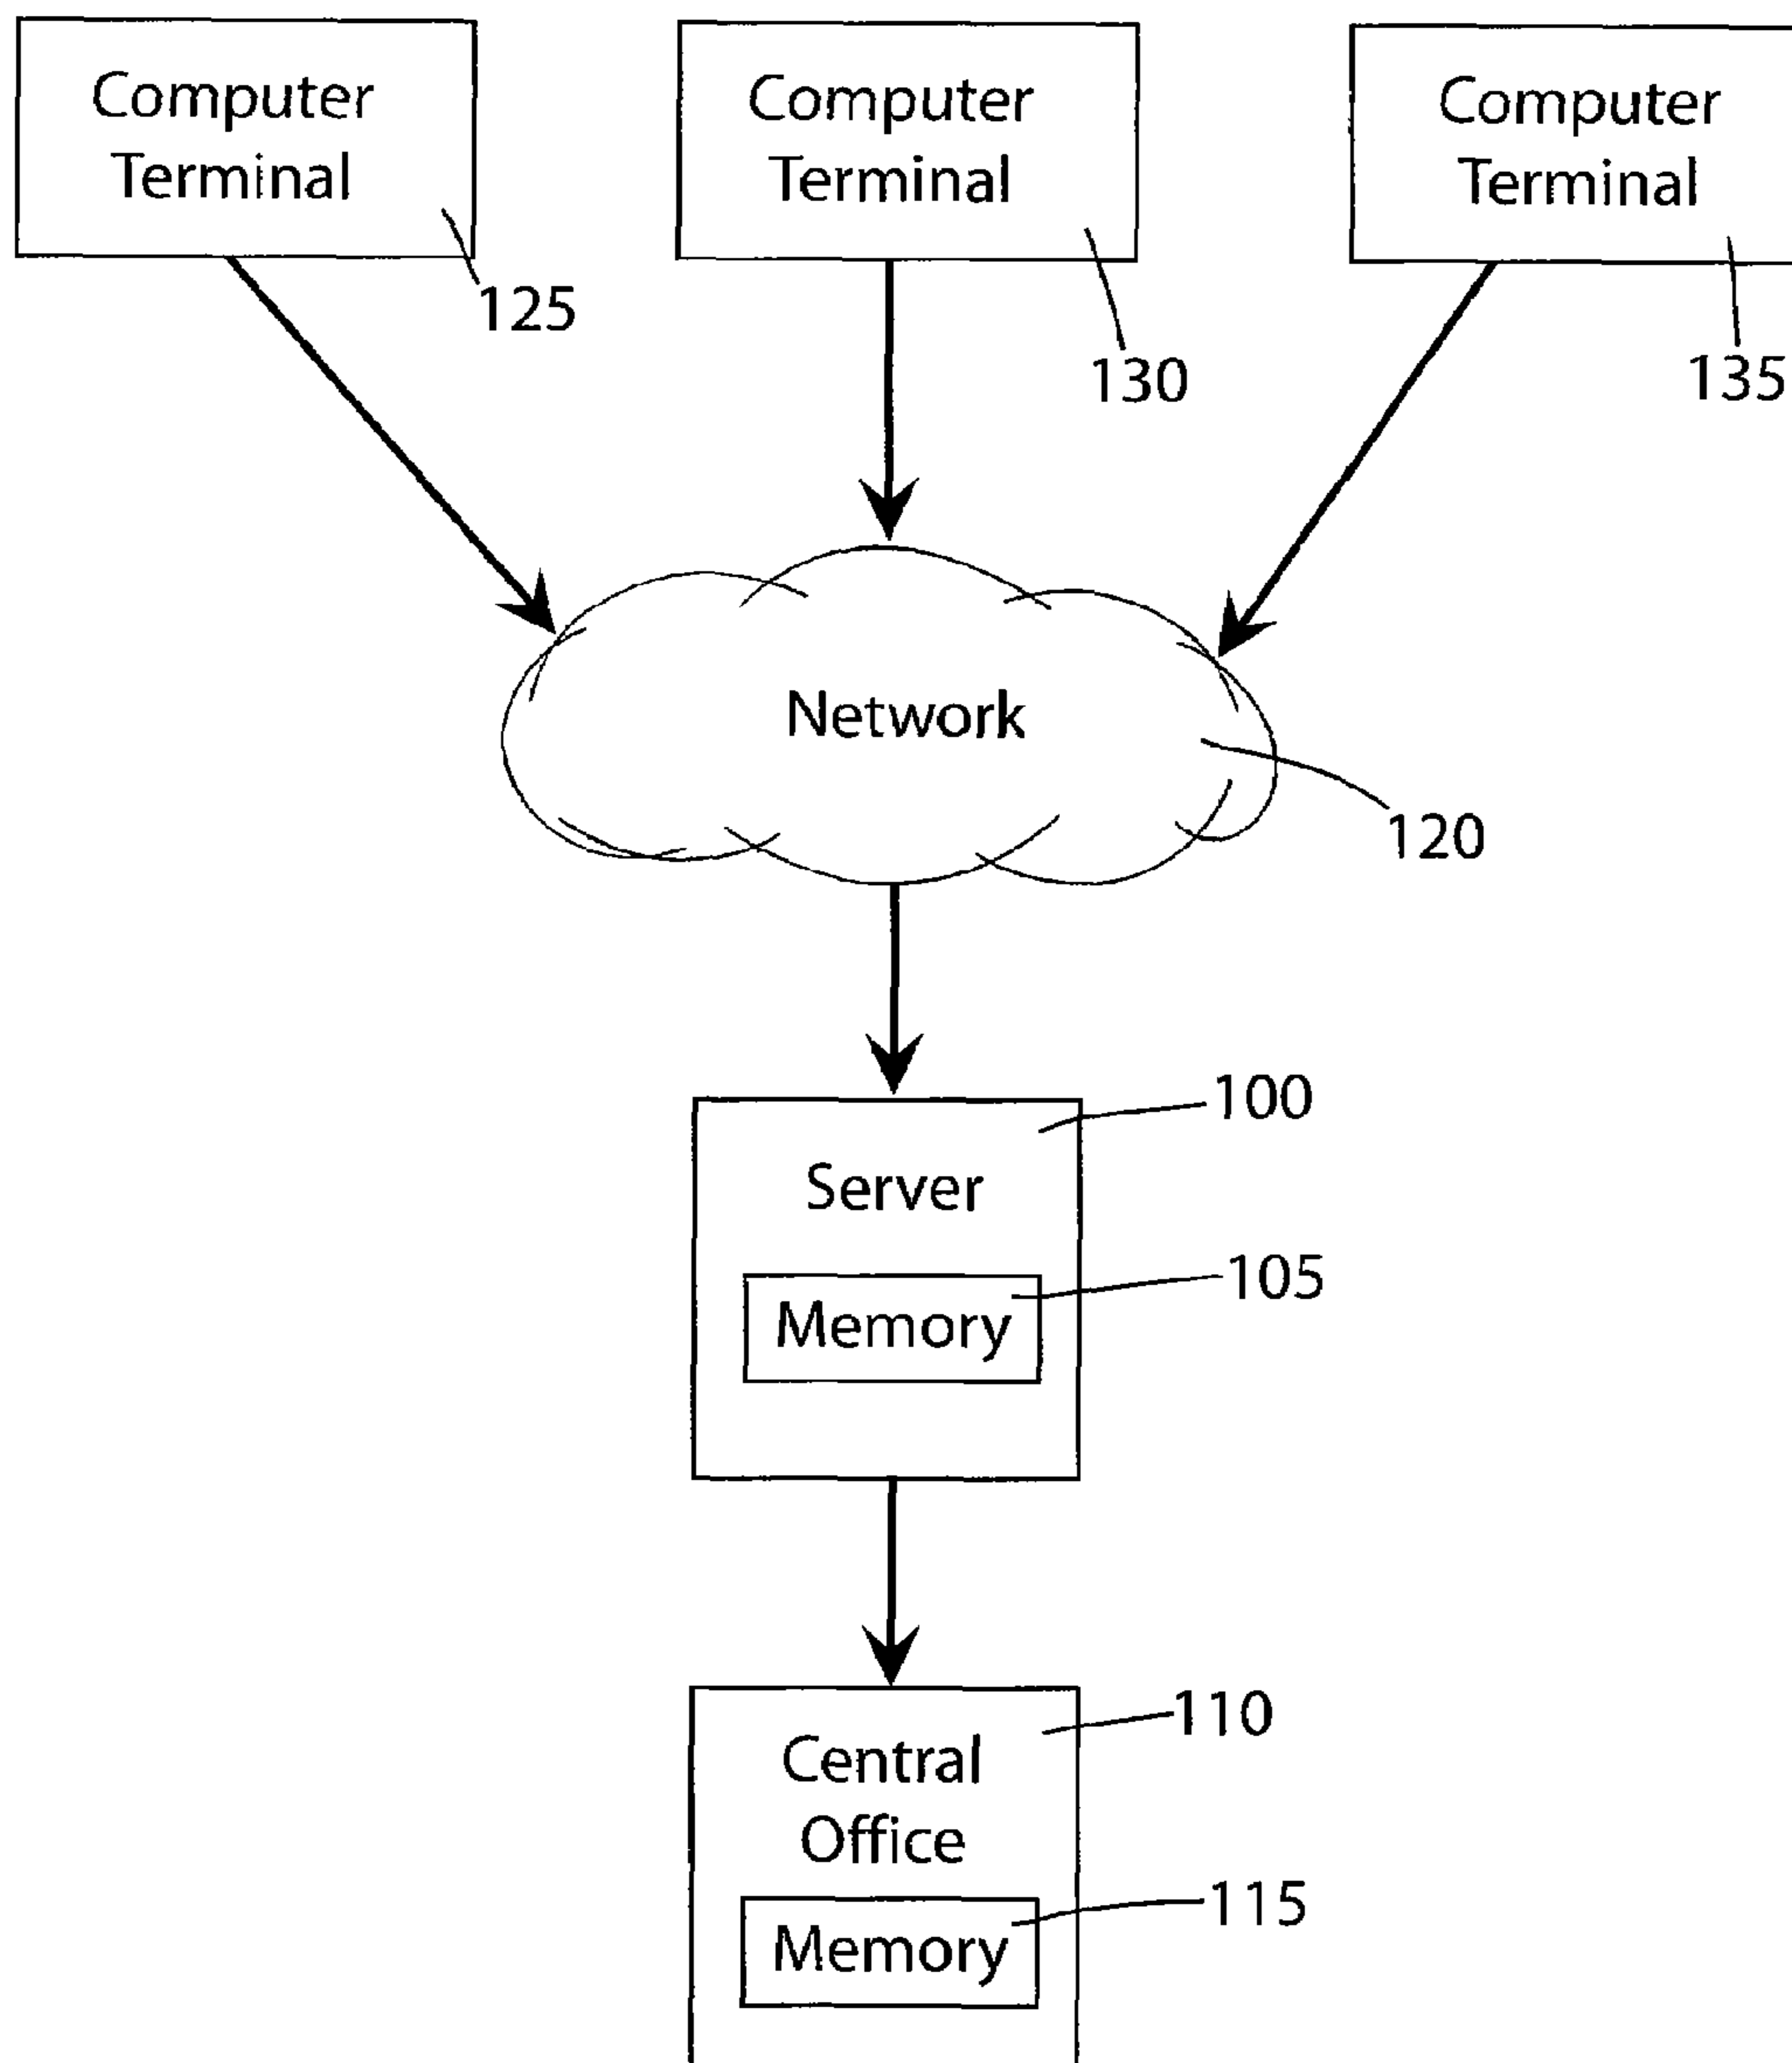 Computer
Terminal
125
Computer
Terminal
130
Computer
Terminal
135
Network
120
100
Server
105
Memory
110
Central
Office
115
Memory